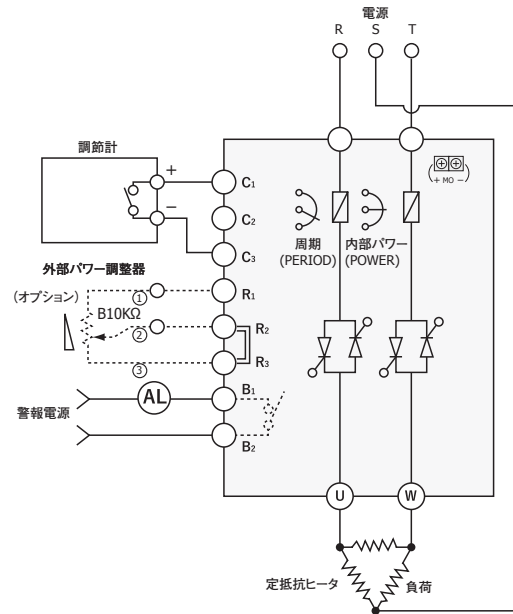 電源
R S T
調節計
+
−
C1
C2
C3
(+ MO −)
周期
(PERIOD)
内部パワー
(POWER)
外部パワー調整器
(オプション)
B10KΩ
①
②
③
R1
R2
R3
AL
B1
B2
警報電源
U W
定抵抗ヒータ 負荷